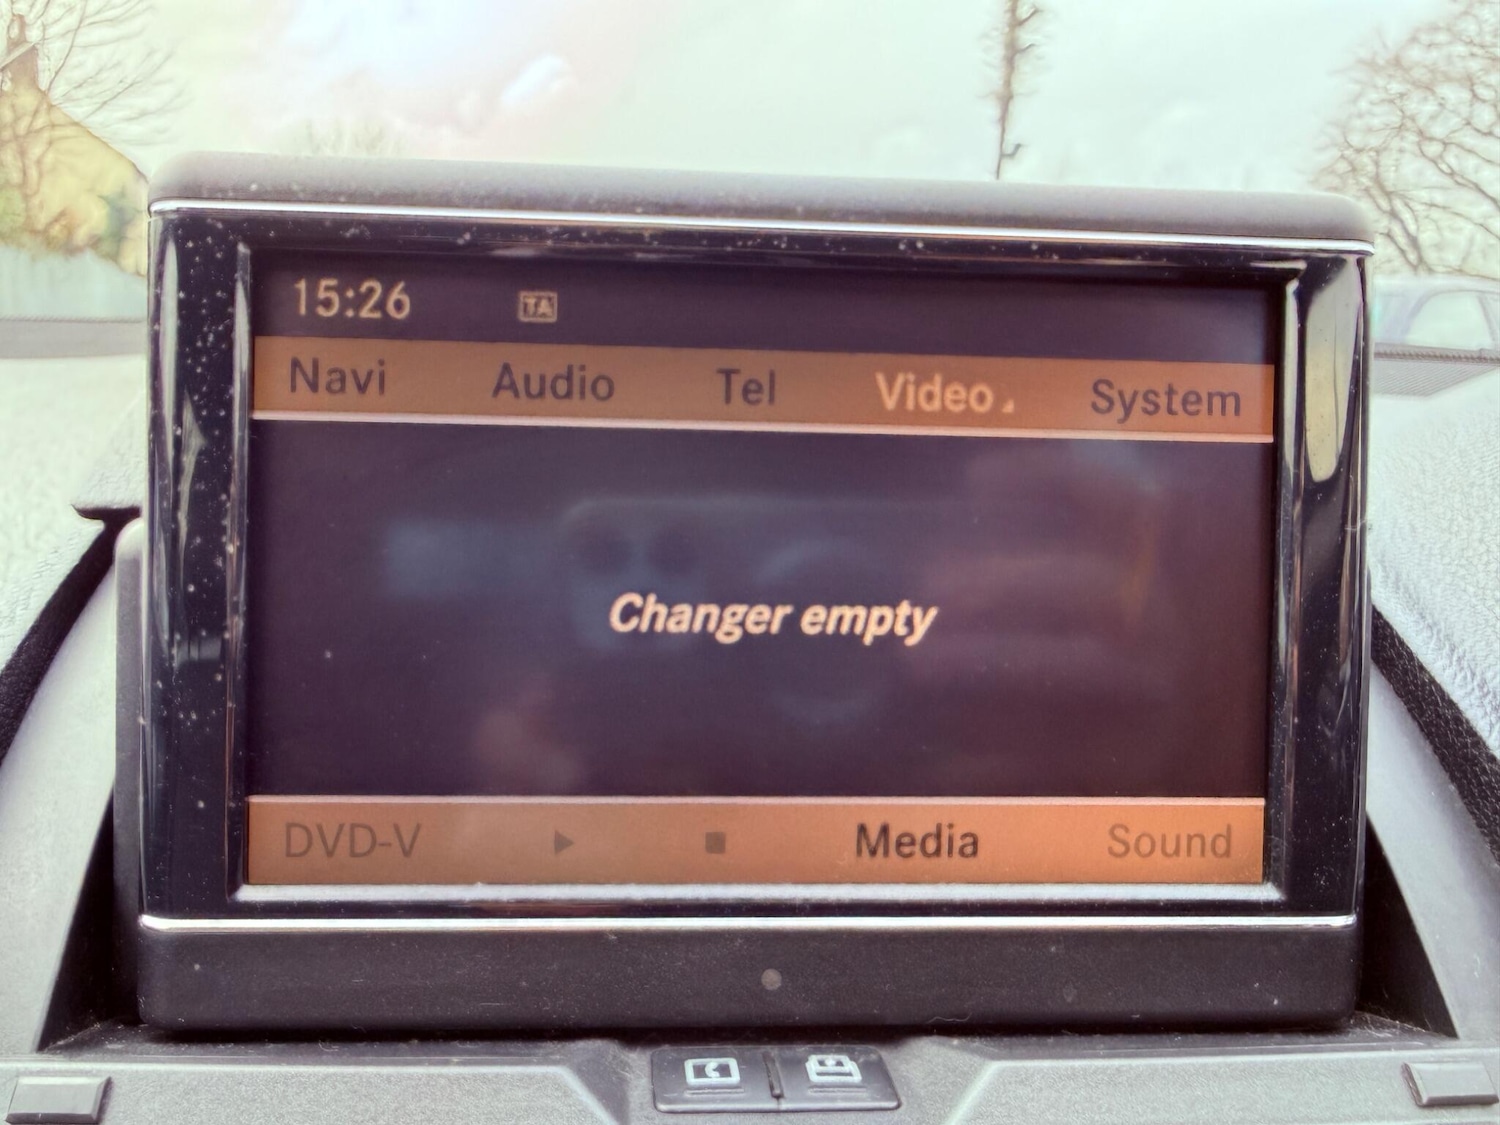 15:26 TA
Navi Audio Tel Video System
Changer empty
DVD-V Media Sound